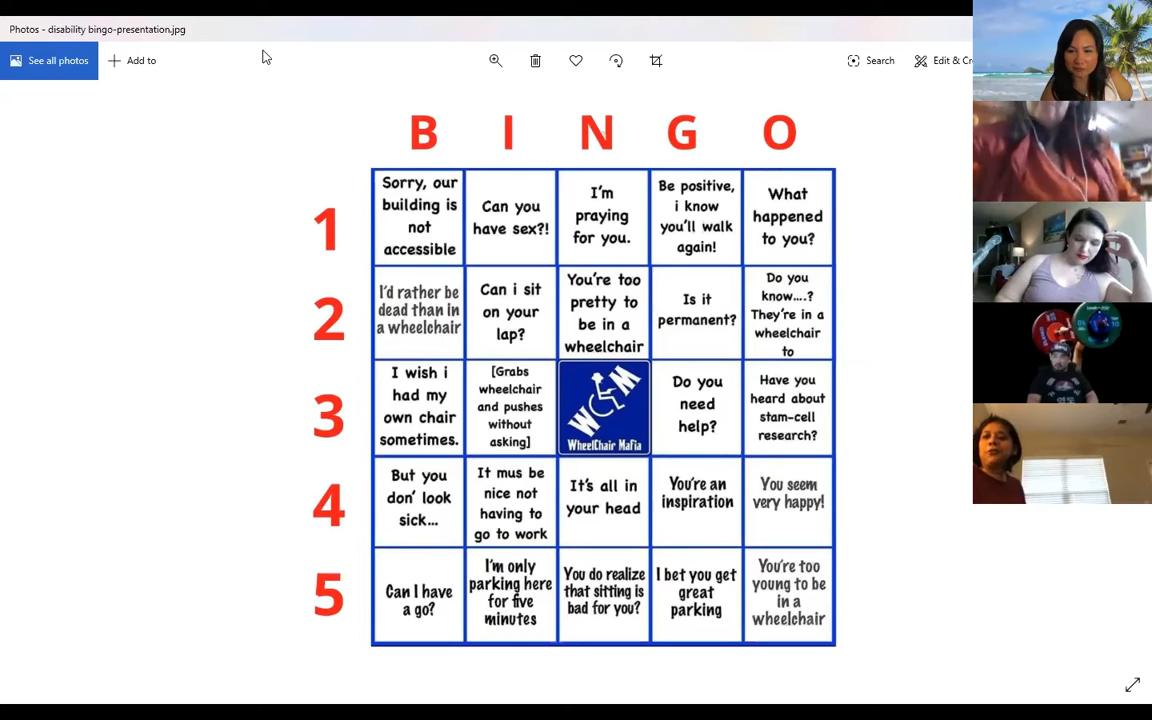 Photos - disability bingo-presentation.jpg
See all photos
Add to
Search
Edit & Cr
B I N G O
1
Sorry, our
building is
not
accessible
Can you
have sex?!
I'm
praying
for you.
Be positive,
i know
you'll walk
again!
What
happened
to you?
2
I'd rather be
dead than in
a wheelchair
Can i sit
on your
lap?
You're too
pretty to
be in a
wheelchair
Is it
permanent?
Do you
know....?
They're in a
wheelchair
to
3
I wish i
had my
own chair
sometimes.
[Grabs
wheelchair
and pushes
without
asking]
W M
WheelChair Mafia
Do you
need
help?
Have you
heard about
stam-cell
research?
4
But you
don' look
sick...
It mus be
nice not
having to
go to work
It's all in
your head
You're an
inspiration
You seem
very happy!
5
Can I have
a go?
I'm only
parking here
for five
minutes
You do realize
that sitting is
bad for you?
I bet you get
great
parking
You're too
young to be
in a
wheelchair